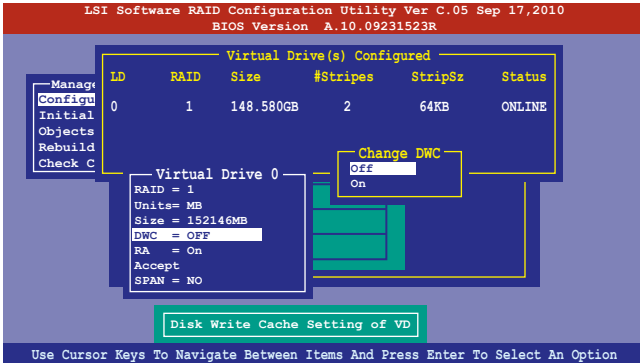 LSI Software RAID Configuration Utility Ver C.05 Sep 17,2010
BIOS Version A.10.09231523R
Virtual Drive(s) Configured
LD RAID Size #Stripes StripSz Status
0 1 148.580GB 2 64KB ONLINE
Manage
Configu
Initial
Objects
Rebuild
Check C
Change DWC
Off
On
Virtual Drive 0
RAID = 1
Units= MB
Size = 152146MB
DWC = OFF
RA = On
Accept
SPAN = NO
Disk Write Cache Setting of VD
Use Cursor Keys To Navigate Between Items And Press Enter To Select An Option